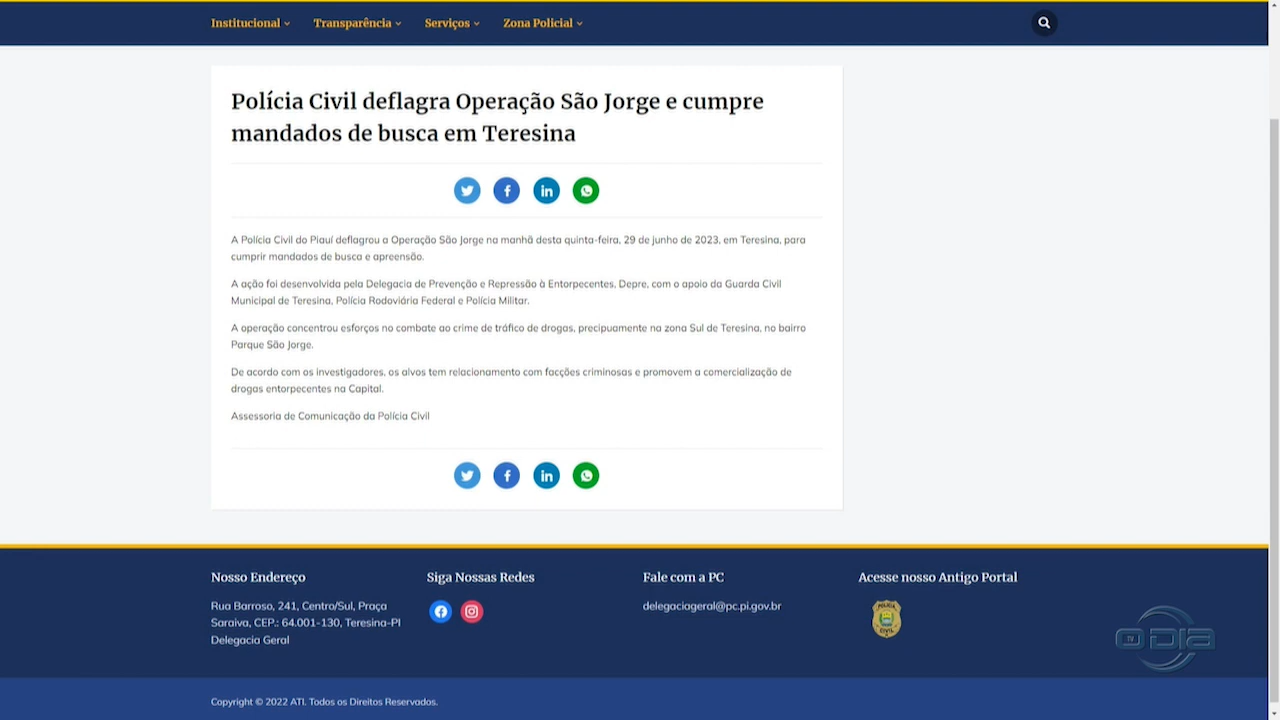 Institucional Transparência Serviços Zona Policial
Polícia Civil deflagra Operação São Jorge e cumpre
mandados de busca em Teresina
A Polícia Civil do Piauí deflagrou a Operação São Jorge na manhã desta quinta-feira, 29 de junho de 2023, em Teresina, para
cumprir mandados de busca e apreensão.
A ação foi desenvolvida pela Delegacia de Prevenção e Repressão à Entorpecentes, Depre, com o apoio da Guarda Civil
Municipal de Teresina, Polícia Rodoviária Federal e Polícia Militar.
A operação concentrou esforços no combate ao crime de tráfico de drogas, precipuamente na zona Sul de Teresina, no bairro
Parque São Jorge.
De acordo com os investigadores, os alvos tem relacionamento com facções criminosas e promovem a comercialização de
drogas entorpecentes na Capital.
Assessoria de Comunicação da Polícia Civil
Nosso Endereço
Rua Barroso, 241, Centro/Sul, Praça
Saraiva, CEP.: 64.001-130, Teresina-PI
Delegacia Geral
Siga Nossas Redes
Fale com a PC
delegaciageral@pc.pi.gov.br
Acesse nosso Antigo Portal
POLICIA
CIVIL
TV O DIA
Copyright © 2022 ATI. Todos os Direitos Reservados.